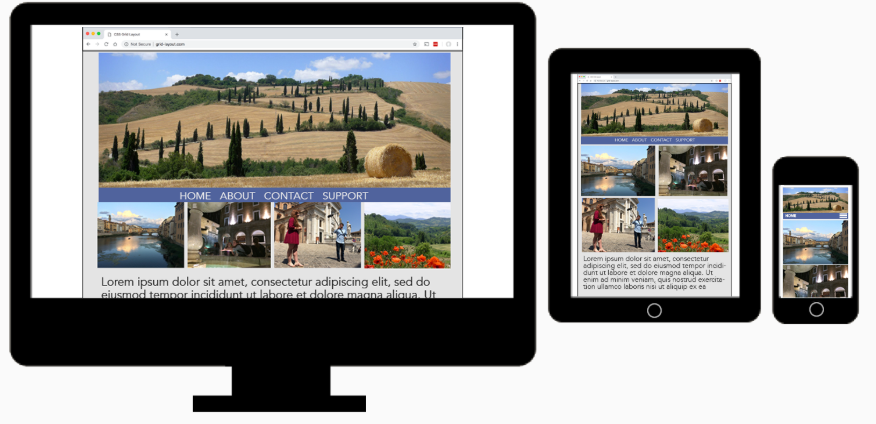 CSS Grid Layout
Not Secure | grid-layout.com
HOME ABOUT CONTACT SUPPORT
Lorem ipsum dolor sit amet, consectetur adipiscing elit, sed do
eiusmod tempor incididunt ut labore et dolore magna aliqua. Ut
HOME ABOUT CONTACT SUPPORT
Lorem ipsum dolor sit amet, consectetur
adipiscing elit, sed do eiusmod tempor incidi-
dunt ut labore et dolore magna aliqua. Ut
enim ad minim veniam, quis nostrud exercita-
tion ullamco laboris nisi ut aliquip ex ea
HOME